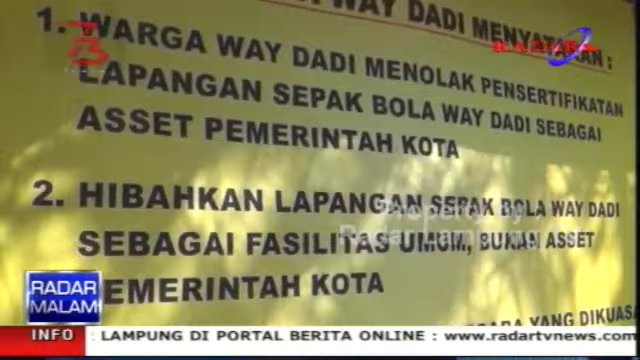 WAY DADI MENYATAKAN :
1. WARGA WAY DADI MENOLAK PENSERTIFIKATAN
LAPANGAN SEPAK BOLA WAY DADI SEBAGAI
ASSET PEMERINTAH KOTA
2. HIBAHKAN LAPANGAN SEPAK BOLA WAY DADI
SEBAGAI FASILITAS UMUM, BUKAN ASSET
PEMERINTAH KOTA
YANG DIKUASA
RADAR
MALAM
INFO
LAMPUNG DI PORTAL BERITA ONLINE : www.radartvnews.com